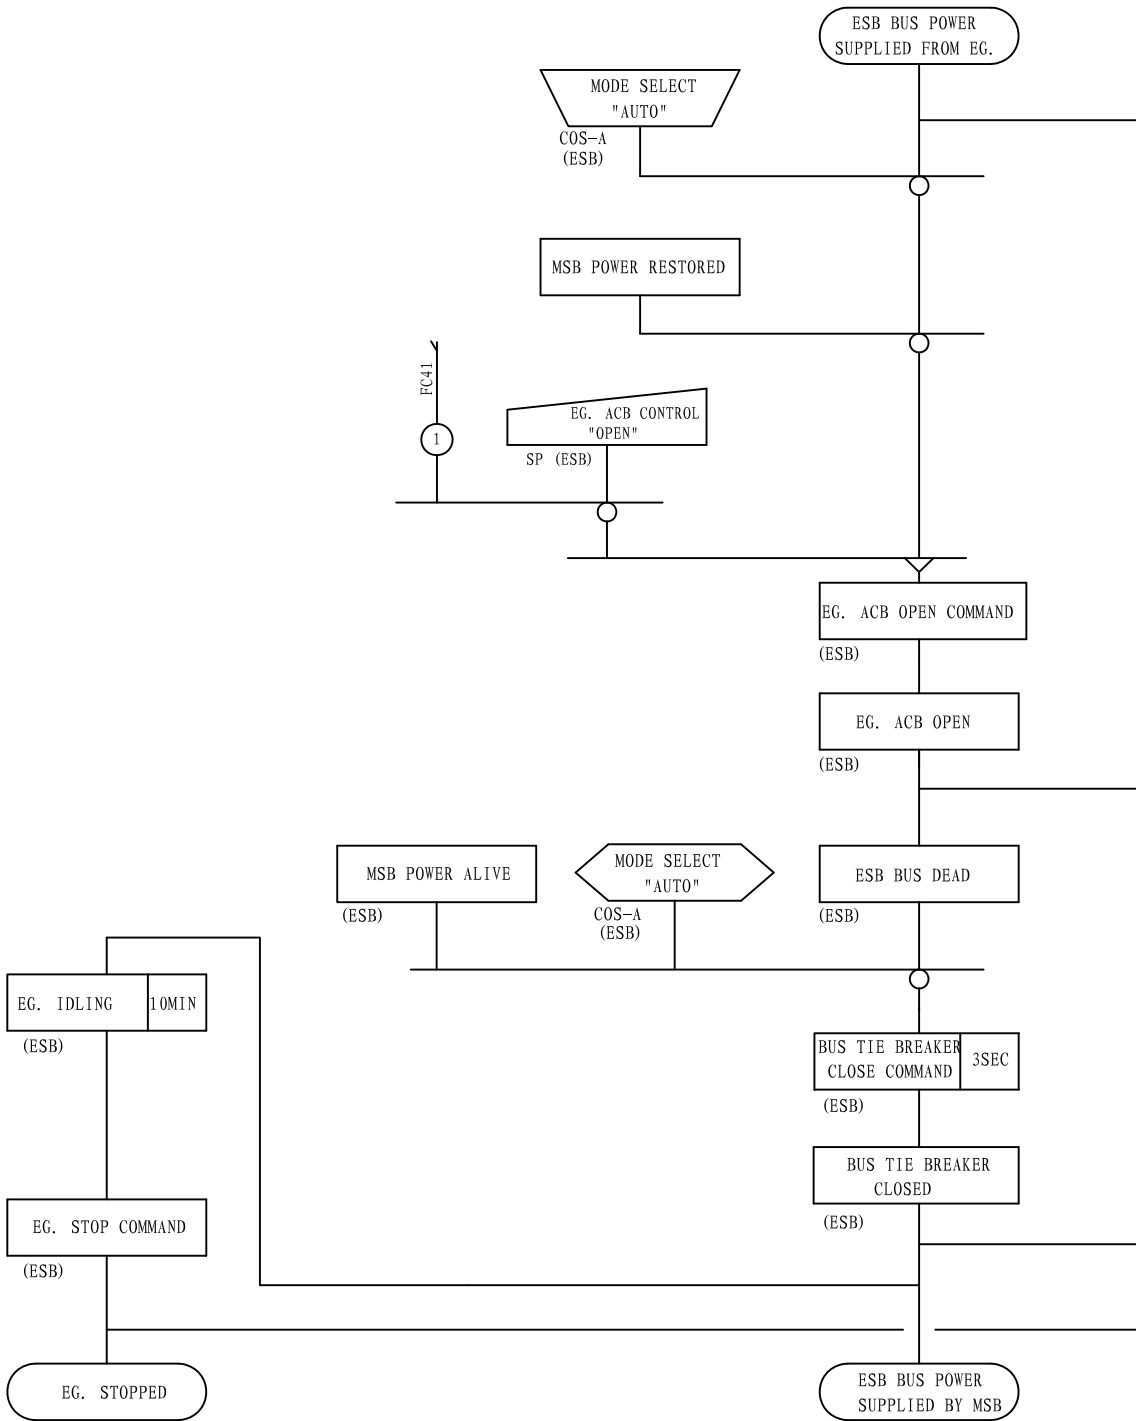 ESB BUS POWER
SUPPLIED FROM EG.
MODE SELECT
"AUTO"
COS-A
(ESB)
MSB POWER RESTORED
FC41
1
EG. ACB CONTROL
"OPEN"
SP (ESB)
EG. ACB OPEN COMMAND
(ESB)
EG. ACB OPEN
(ESB)
MSB POWER ALIVE
(ESB)
MODE SELECT
"AUTO"
COS-A
(ESB)
ESB BUS DEAD
(ESB)
EG. IDLING 10MIN
(ESB)
BUS TIE BREAKER
CLOSE COMMAND
3SEC
(ESB)
BUS TIE BREAKER
CLOSED
(ESB)
EG. STOP COMMAND
(ESB)
EG. STOPPED
ESB BUS POWER
SUPPLIED BY MSB